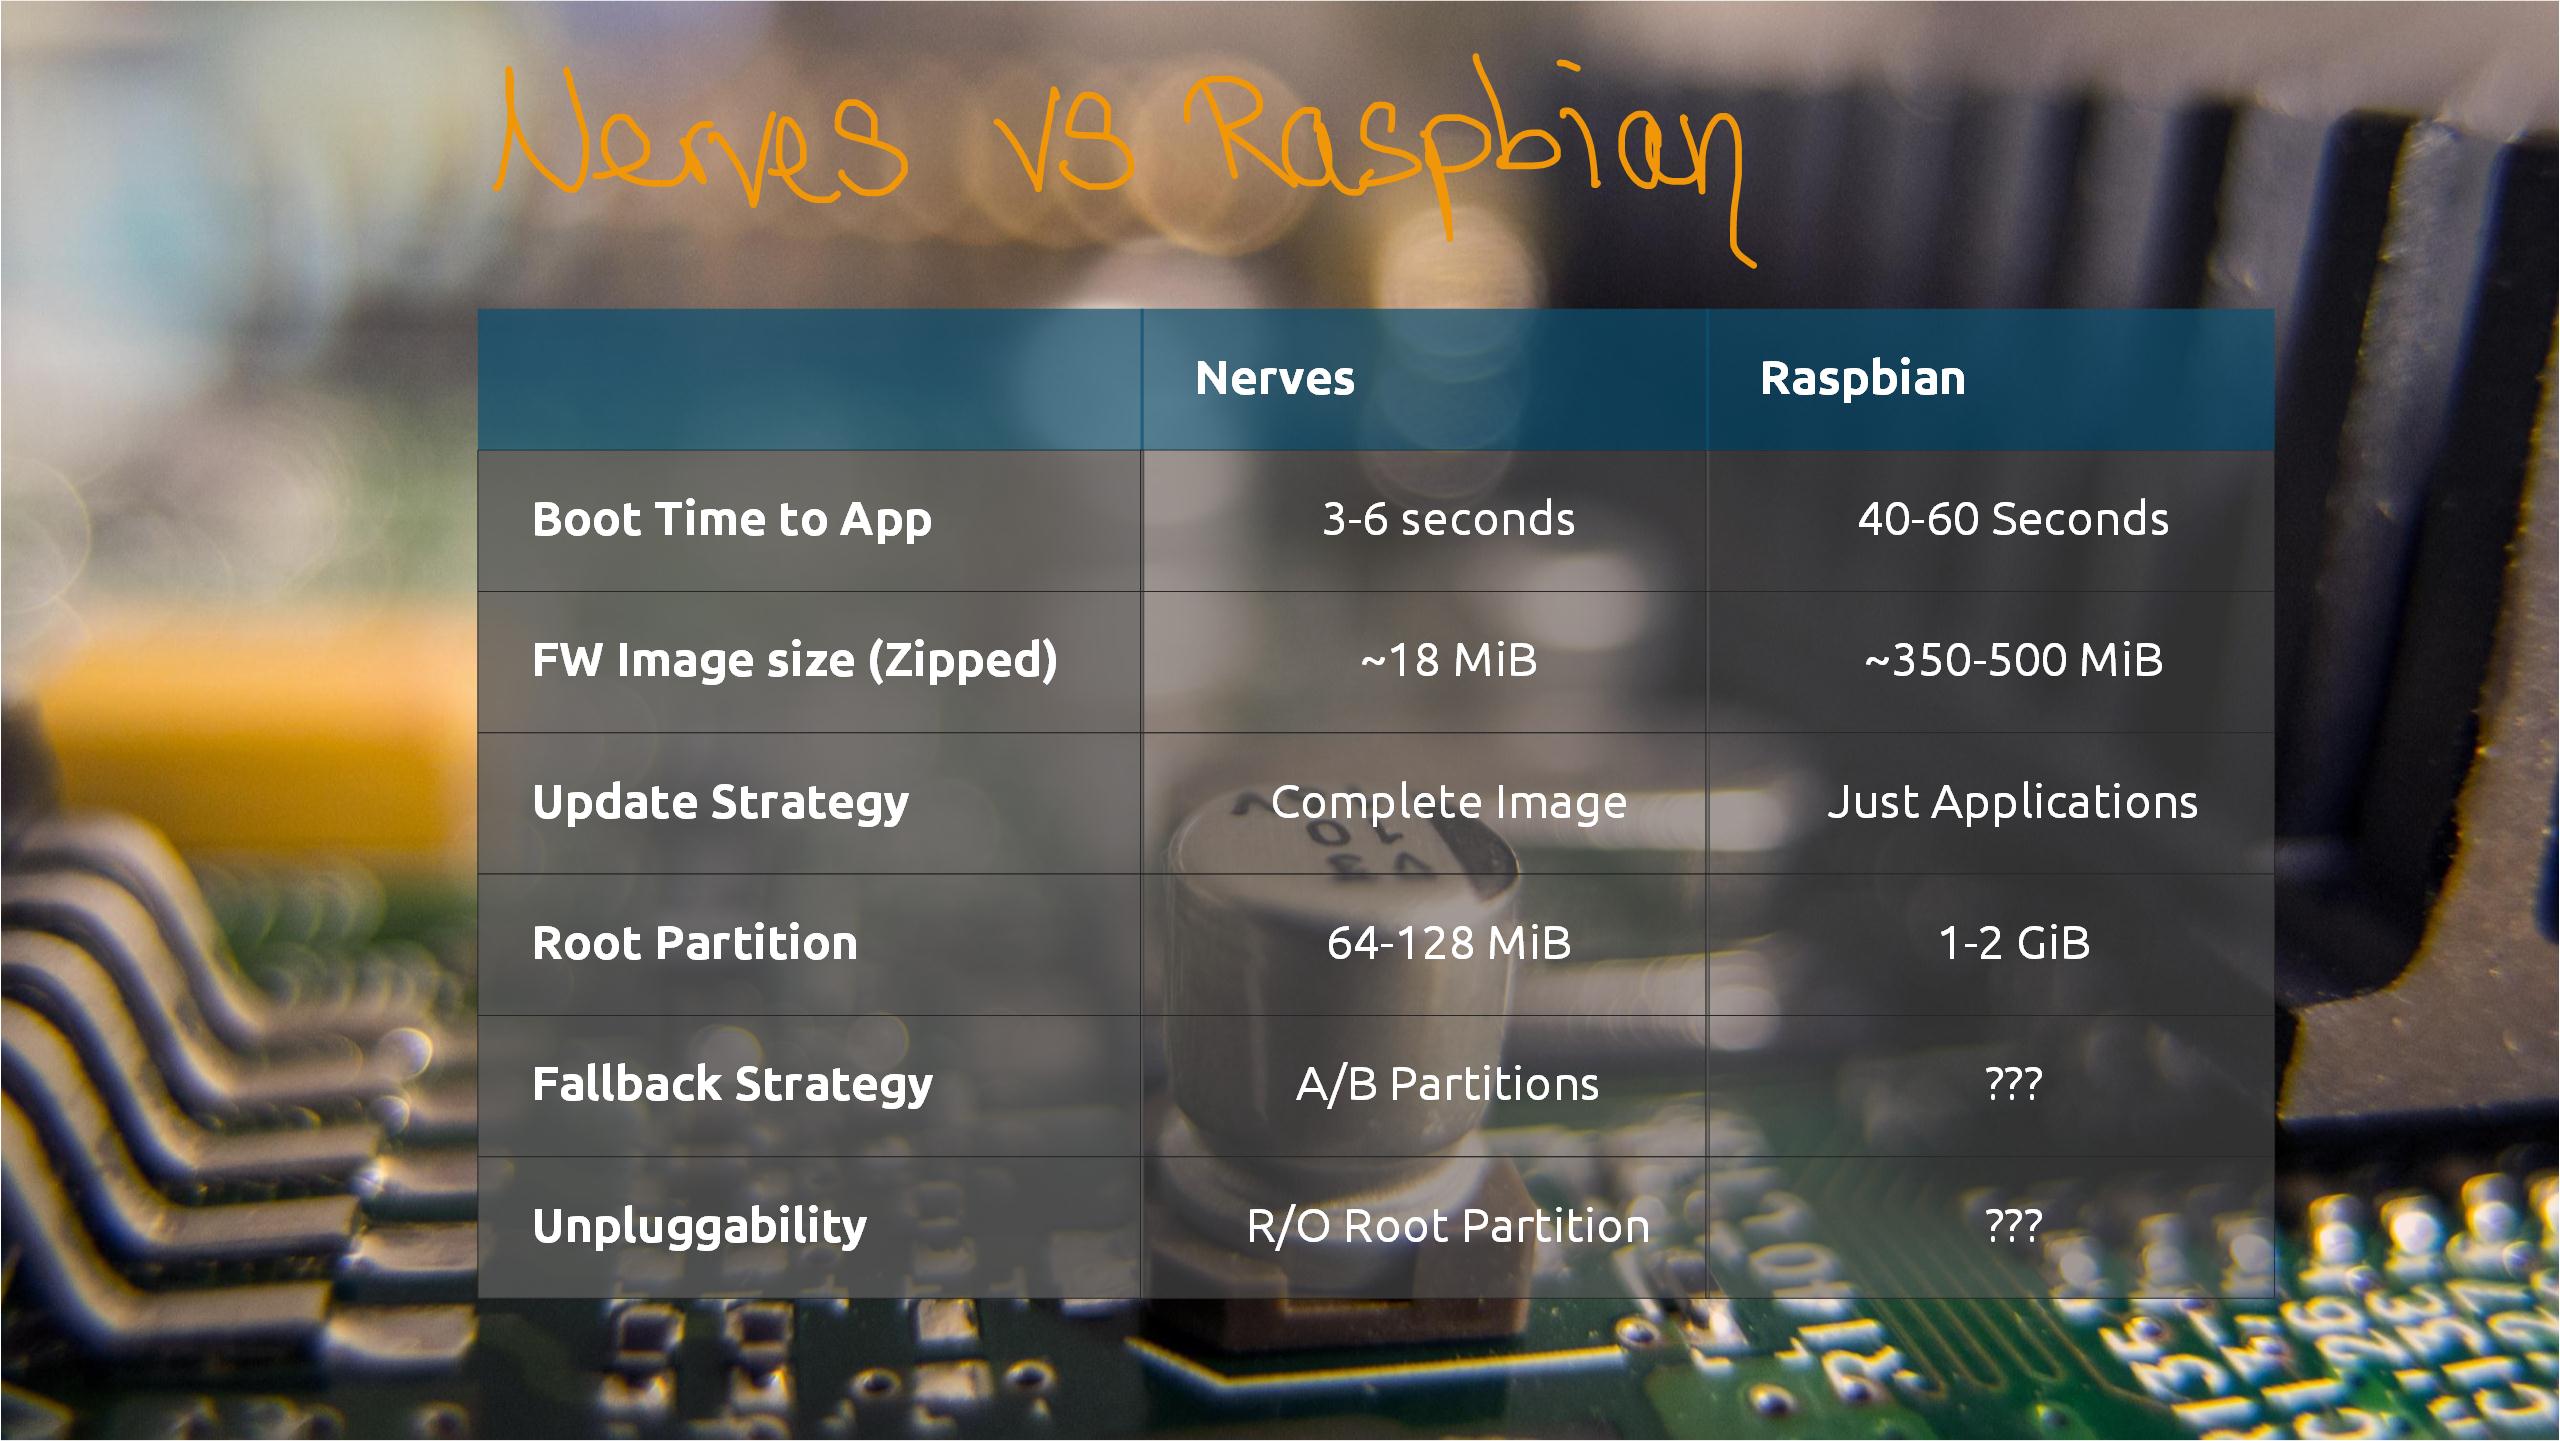 Nerves vs Raspbian
Nerves Raspbian
Boot Time to App 3-6 seconds 40-60 Seconds
FW Image size (Zipped) ~18 MiB ~350-500 MiB
Update Strategy Complete Image Just Applications
Root Partition 64-128 MiB 1-2 GiB
Fallback Strategy A/B Partitions ???
Unpluggability R/O Root Partition ???